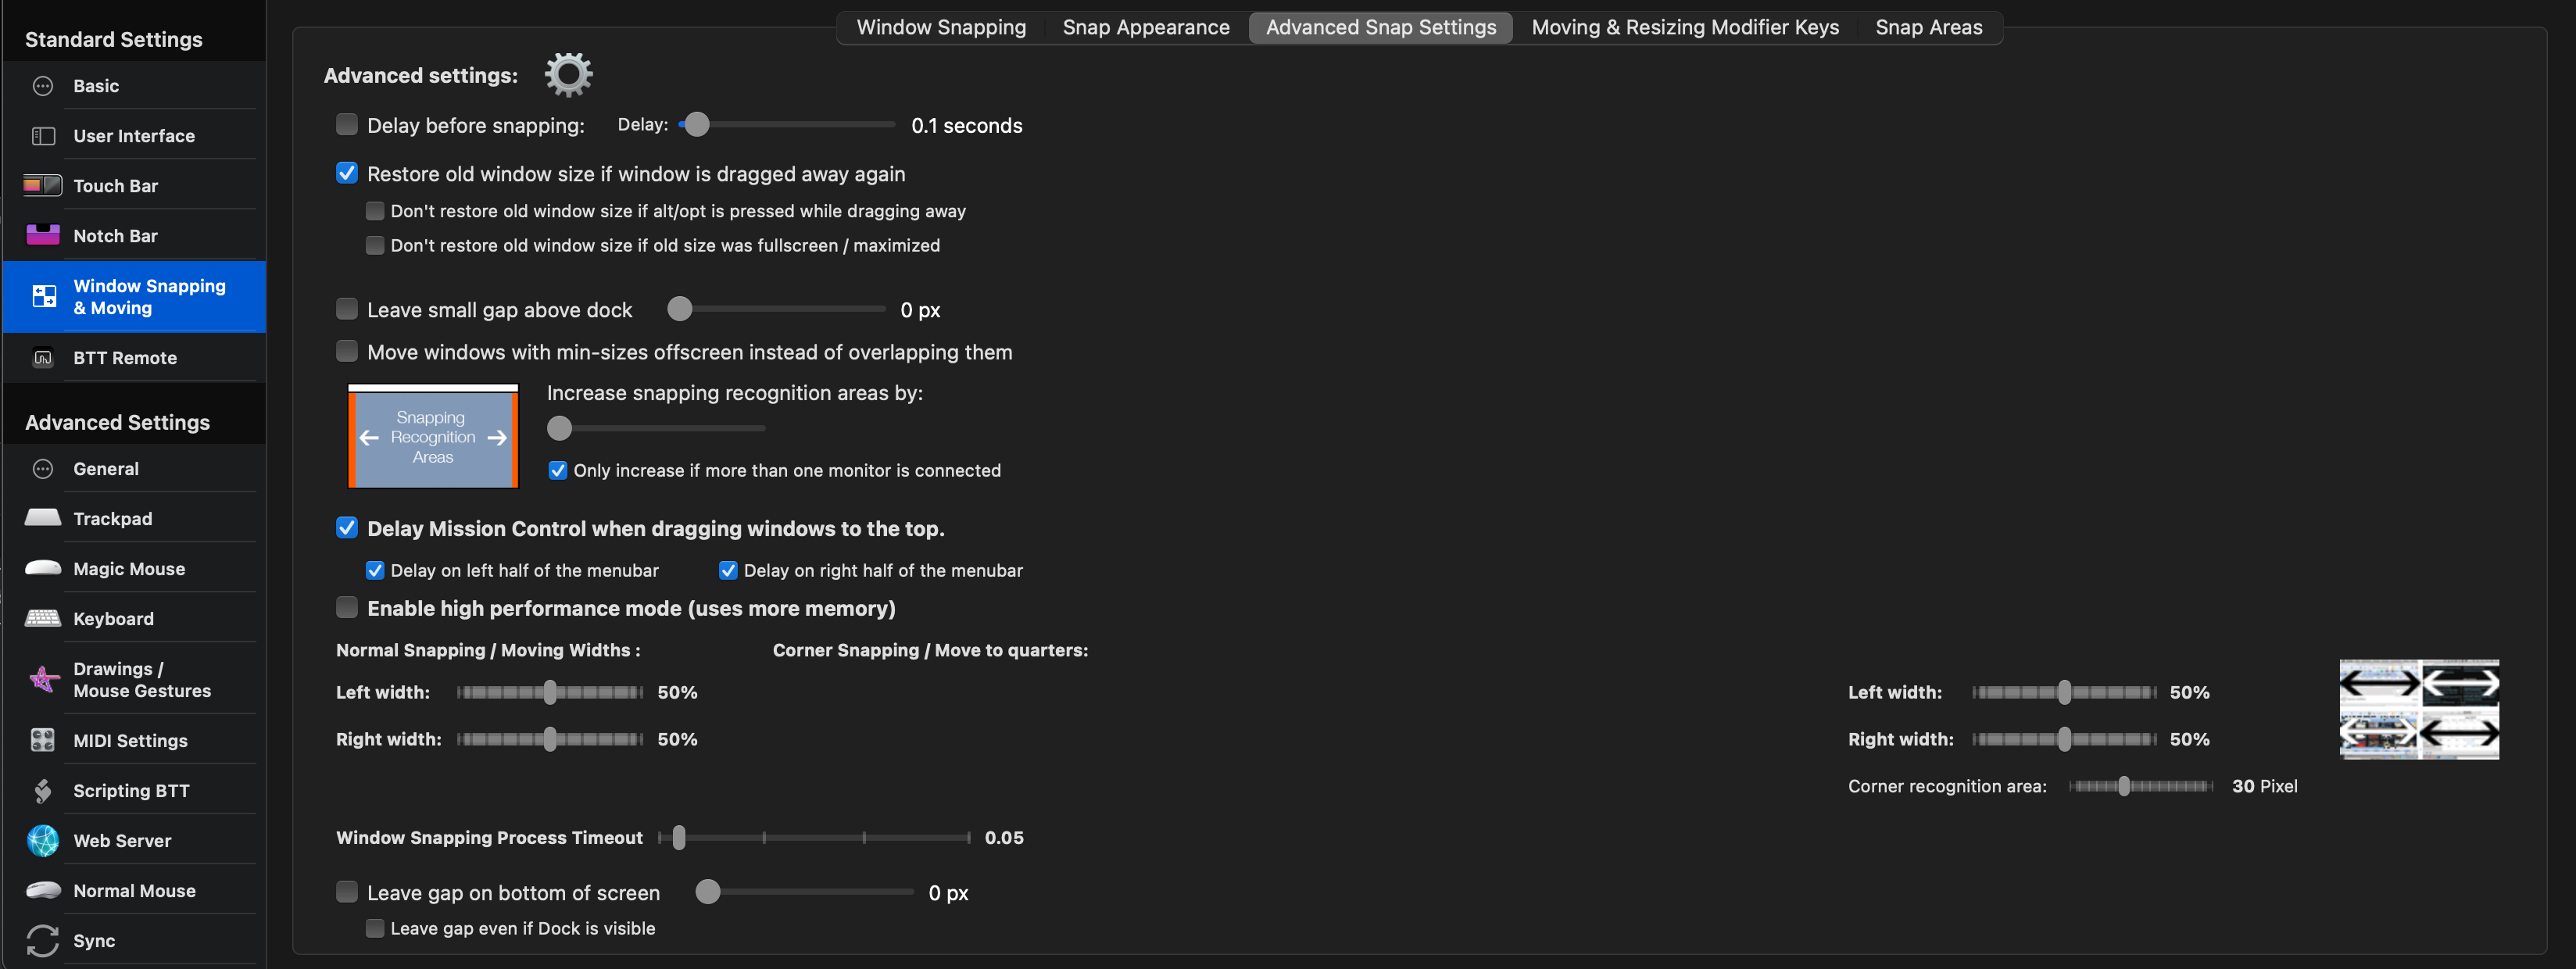 Standard Settings
Basic
User Interface
Touch Bar
Notch Bar
Window Snapping
& Moving
BTT Remote
Advanced Settings
General
Trackpad
Magic Mouse
Keyboard
Drawings /
Mouse Gestures
MIDI Settings
Scripting BTT
Web Server
Normal Mouse
Sync
Window Snapping Snap Appearance Advanced Snap Settings Moving & Resizing Modifier Keys Snap Areas
Advanced settings:
Delay before snapping: Delay: 0.1 seconds
Restore old window size if window is dragged away again
Don't restore old window size if alt/opt is pressed while dragging away
Don't restore old window size if old size was fullscreen / maximized
Leave small gap above dock 0 px
Move windows with min-sizes offscreen instead of overlapping them
Snapping
Recognition
Areas
Increase snapping recognition areas by:
Only increase if more than one monitor is connected
Delay Mission Control when dragging windows to the top.
Delay on left half of the menubar Delay on right half of the menubar
Enable high performance mode (uses more memory)
Normal Snapping / Moving Widths : Corner Snapping / Move to quarters:
Left width: 50% Left width: 50%
Right width: 50% Right width: 50%
Corner recognition area: 30 Pixel
Window Snapping Process Timeout 0.05
Leave gap on bottom of screen 0 px
Leave gap even if Dock is visible